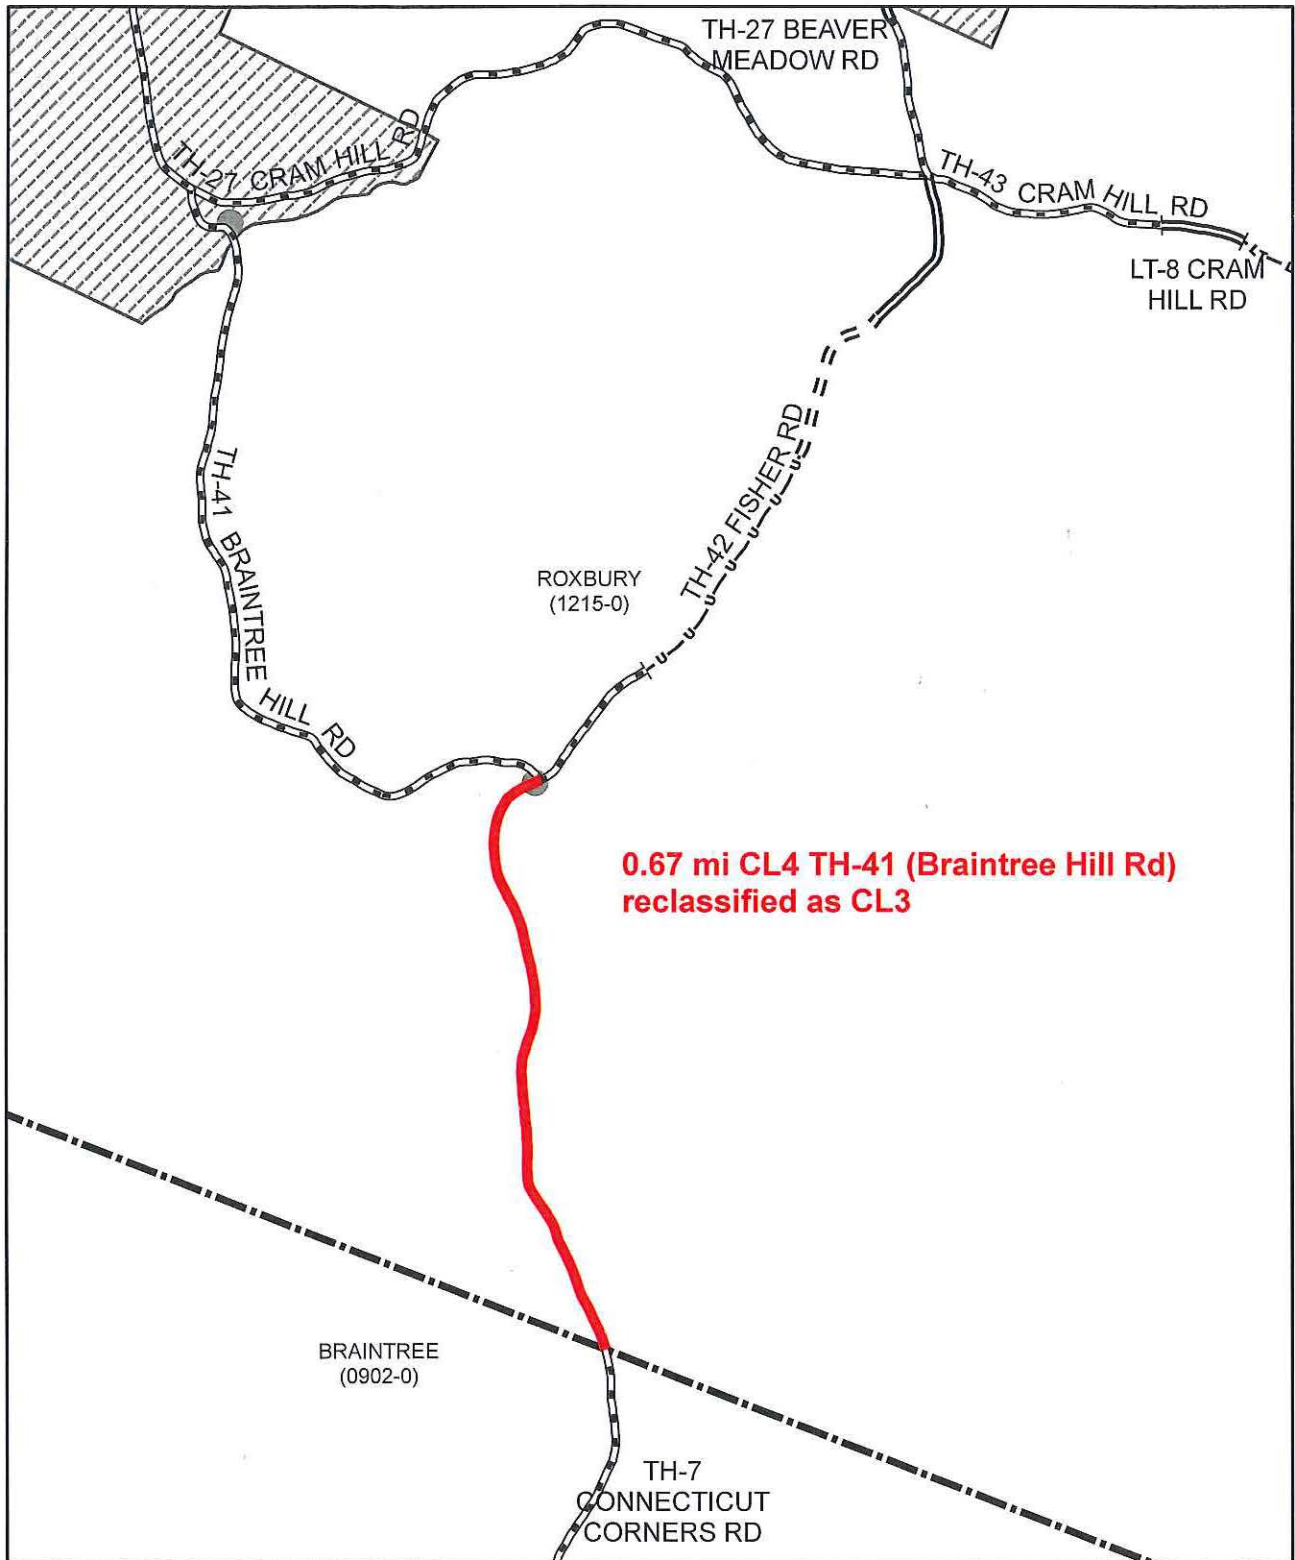 TH-27 BEAVER
MEADOW RD
TH-27 CRAM HILL RD
TH-43 CRAM HILL RD
LT-8 CRAM
HILL RD
TH-41 BRAINTREE HILL RD
TH-42 FISHER RD
ROXBURY
(1215-0)
0.67 mi CL4 TH-41 (Braintree Hill Rd)
reclassified as CL3
BRAINTREE
(0902-0)
TH-7
CONNECTICUT
CORNERS RD